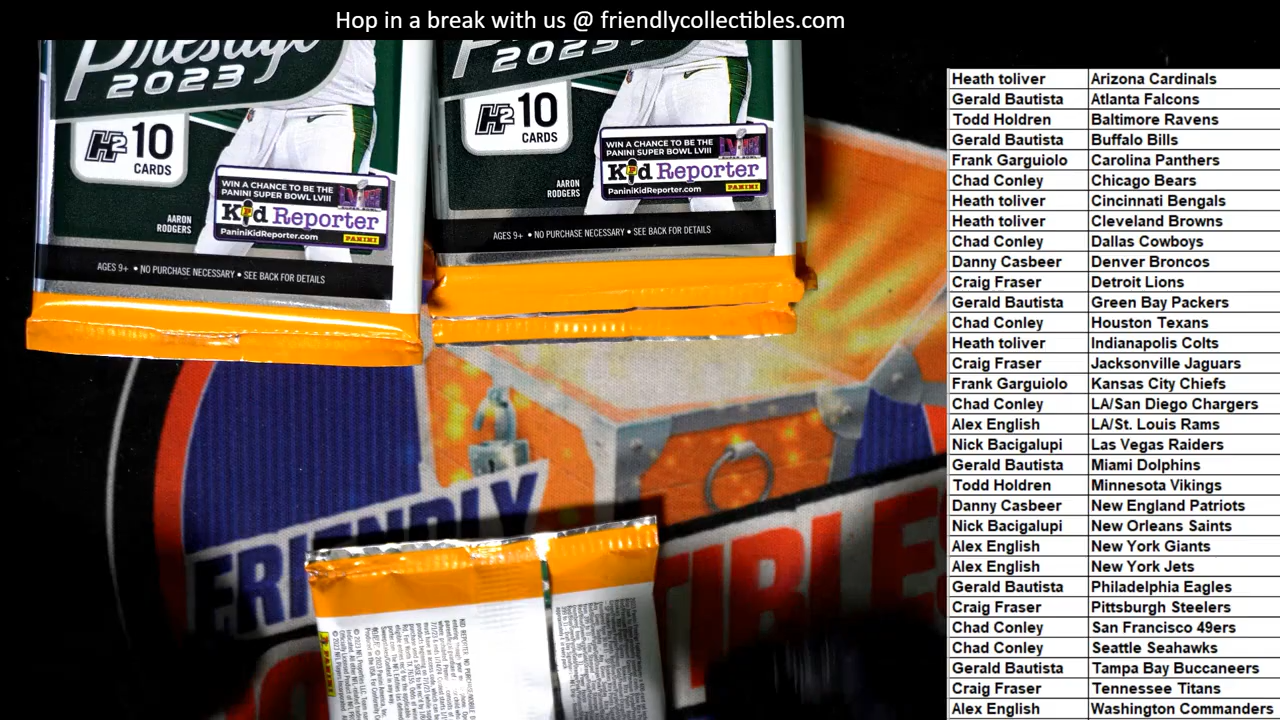 Hop in a break with us @ friendlycollectibles.com
Prestige
2023
H2 10
CARDS
WIN A CHANCE TO BE THE
PANINI SUPER BOWL LVIII
Kid Reporter
PaniniKidReporter.com PANINI
AARON
RODGERS
AGES 9+ • NO PURCHASE NECESSARY • SEE BACK FOR DETAILS
Prestige
2023
H2 10
CARDS
WIN A CHANCE TO BE THE
PANINI SUPER BOWL LVIII
Kid Reporter
PaniniKidReporter.com PANINI
AARON
RODGERS
AGES 9+ • NO PURCHASE NECESSARY • SEE BACK FOR DETAILS
FRIENDLY
Heath toliver Arizona Cardinals
Gerald Bautista Atlanta Falcons
Todd Holdren Baltimore Ravens
Gerald Bautista Buffalo Bills
Frank Garguiolo Carolina Panthers
Chad Conley Chicago Bears
Heath toliver Cincinnati Bengals
Heath toliver Cleveland Browns
Chad Conley Dallas Cowboys
Danny Casbeer Denver Broncos
Craig Fraser Detroit Lions
Gerald Bautista Green Bay Packers
Chad Conley Houston Texans
Heath toliver Indianapolis Colts
Craig Fraser Jacksonville Jaguars
Frank Garguiolo Kansas City Chiefs
Chad Conley LA/San Diego Chargers
Alex English LA/St. Louis Rams
Nick Bacigalupi Las Vegas Raiders
Gerald Bautista Miami Dolphins
Todd Holdren Minnesota Vikings
Danny Casbeer New England Patriots
Nick Bacigalupi New Orleans Saints
Alex English New York Giants
Alex English New York Jets
Gerald Bautista Philadelphia Eagles
Craig Fraser Pittsburgh Steelers
Chad Conley San Francisco 49ers
Chad Conley Seattle Seahawks
Gerald Bautista Tampa Bay Buccaneers
Craig Fraser Tennessee Titans
Alex English Washington Commanders